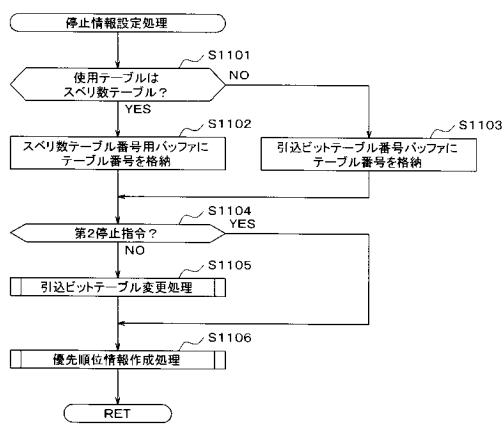 停止情報設定処理
S1101
使用テーブルは
スベリ数テーブル？
NO
YES
S1102
スベリ数テーブル番号用バッファに
テーブル番号を格納
S1103
引込ビットテーブル番号バッファに
テーブル番号を格納
S1104
第2停止指令？
YES
NO
S1105
引込ビットテーブル変更処理
S1106
優先順位情報作成処理
RET